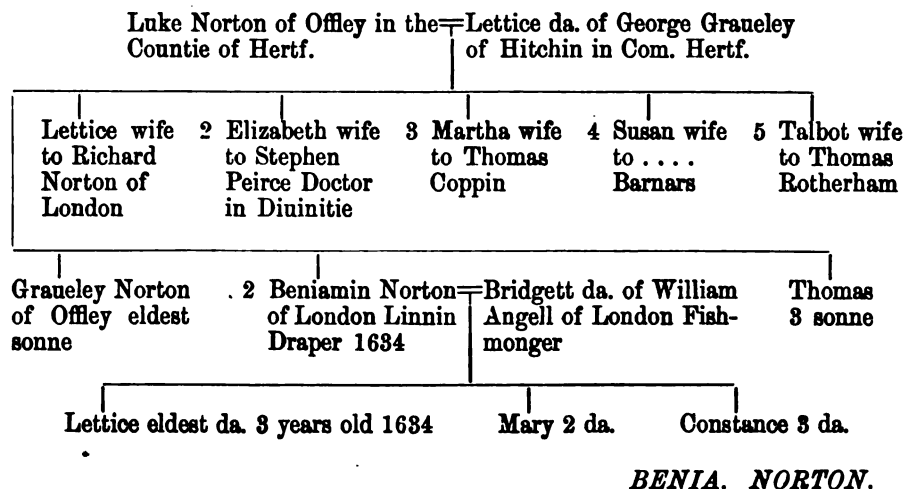 Luke Norton of Offley in the Lettice da. of George Graueley
Countie of Hertf. of Hitchin in Com. Hertf.
Lettice wife 2 Elizabeth wife 3 Martha wife 4 Susan wife 5 Talbot wife
to Richard to Stephen to Thomas to .... to Thomas
Norton of Peirce Doctor Coppin Barnars Rotherham
London in Diuinitie
Graueley Norton . 2 Beniamin Norton Bridgett da. of William Thomas
of Offley eldest of London Linnin Angell of London Fish- 3 sonne
sonne Draper 1634 monger
Lettice eldest da. 3 years old 1634 Mary 2 da. Constance 3 da.
BENIA. NORTON.